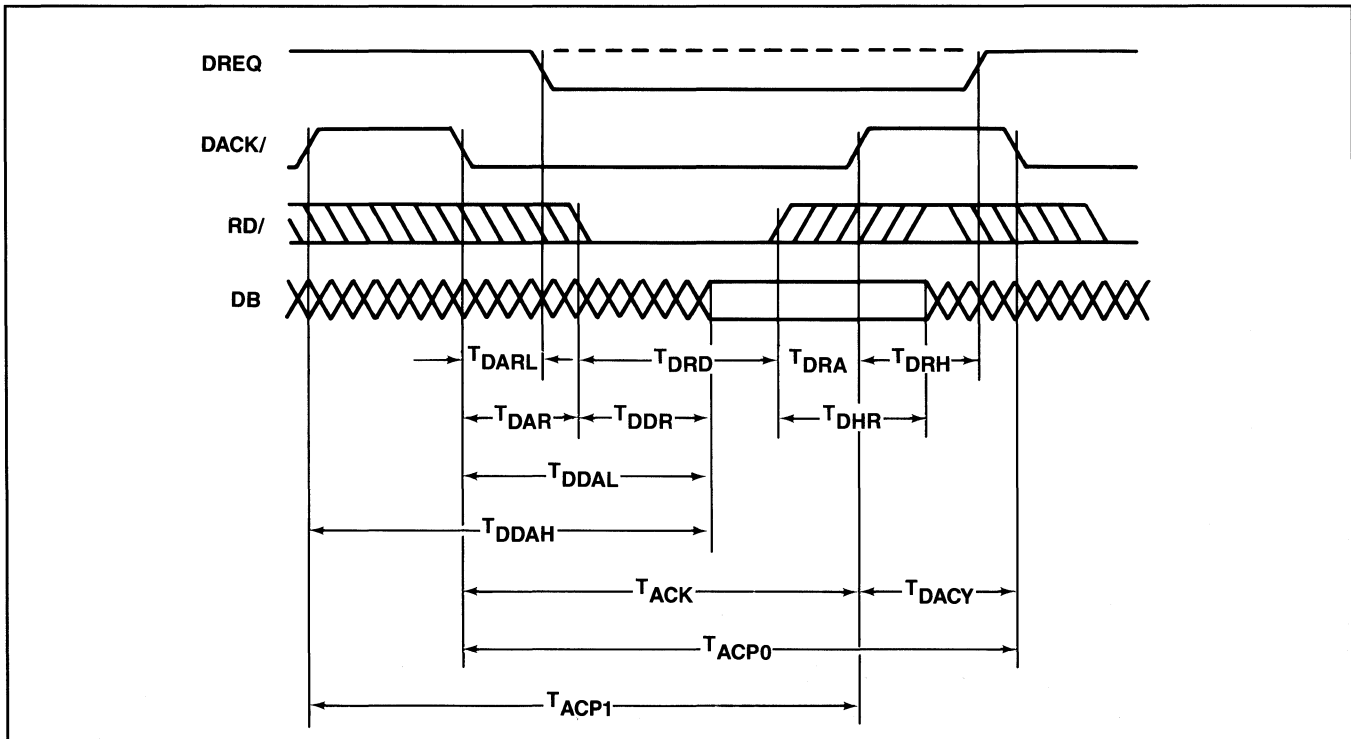 DREQ
DACK/
RD/
DB
TDARL TDRD TDRA TDRH
TDAR TDDR TDHR
TDDAL
TDDAH
TACK TDACY
TACP0
TACP1